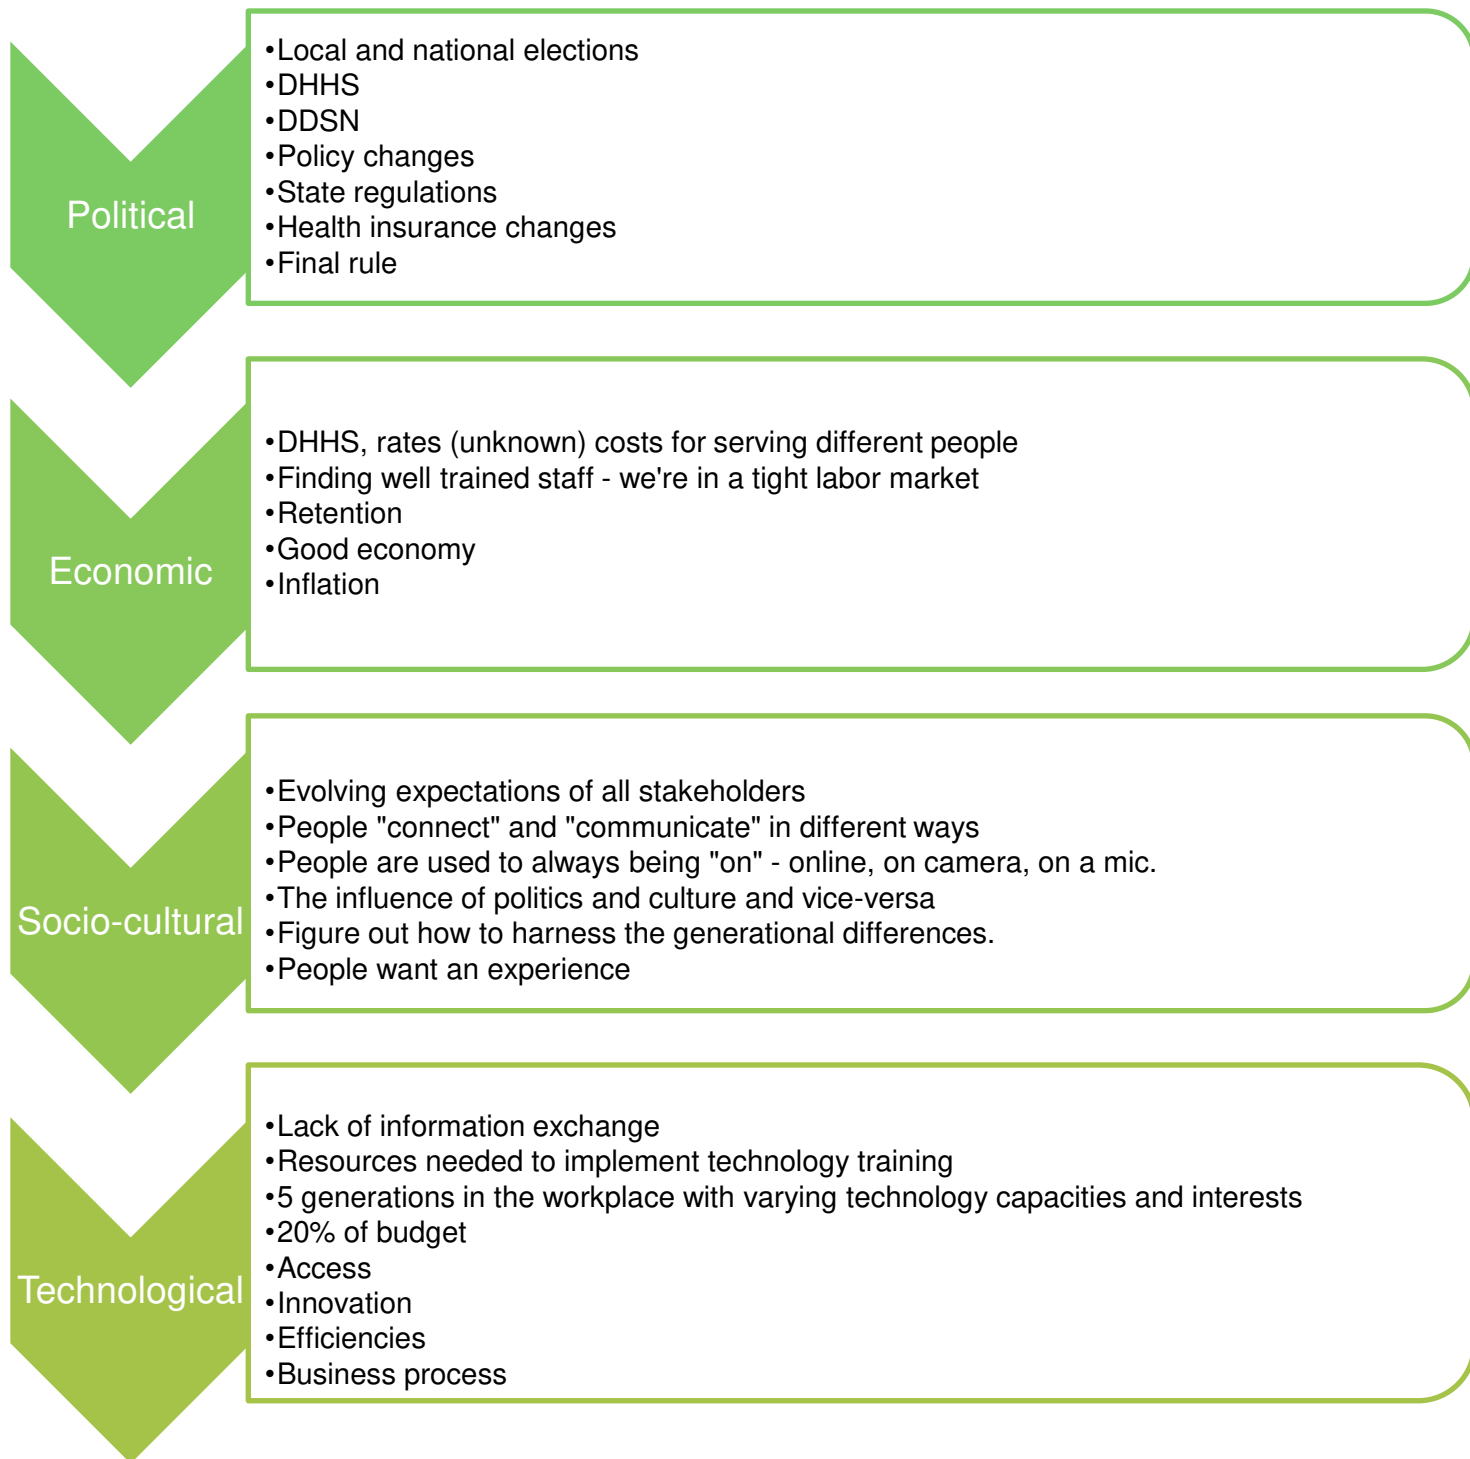 Political
•Local and national elections
•DHHS
•DDSN
•Policy changes
•State regulations
•Health insurance changes
•Final rule
Economic
•DHHS, rates (unknown) costs for serving different people
•Finding well trained staff - we're in a tight labor market
•Retention
•Good economy
•Inflation
Socio-cultural
•Evolving expectations of all stakeholders
•People "connect" and "communicate" in different ways
•People are used to always being "on" - online, on camera, on a mic.
•The influence of politics and culture and vice-versa
•Figure out how to harness the generational differences.
•People want an experience
Technological
•Lack of information exchange
•Resources needed to implement technology training
•5 generations in the workplace with varying technology capacities and interests
•20% of budget
•Access
•Innovation
•Efficiencies
•Business process